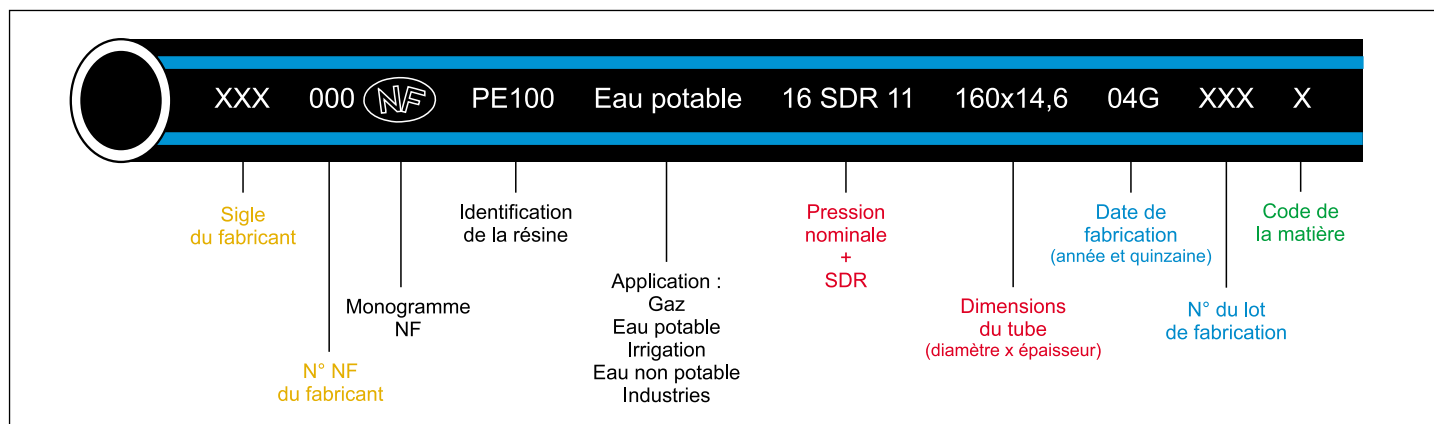 XXX 000 NF PE100 Eau potable 16 SDR 11 160x14,6 04G XXX X
Sigle
du fabricant
N° NF
du fabricant
Monogramme
NF
Identification
de la résine
Application :
Gaz
Eau potable
Irrigation
Eau non potable
Industries
Pression
nominale
+
SDR
Dimensions
du tube
(diamètre x épaisseur)
Date de
fabrication
(année et quinzaine)
N° du lot
de fabrication
Code de
la matière